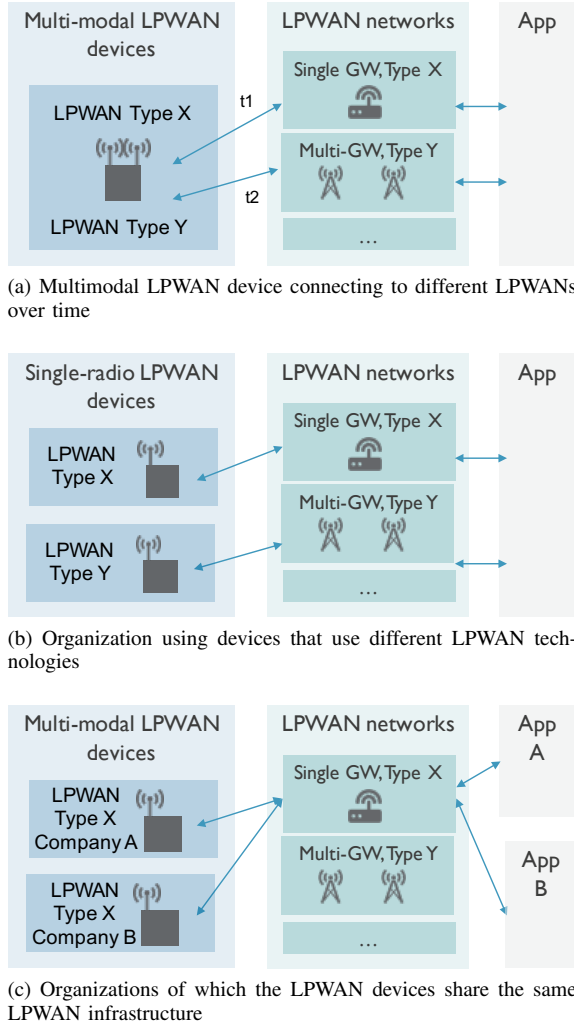 Multi-modal LPWAN
devices
LPWAN networks
App
LPWAN Type X
LPWAN Type Y
t1
t2
Single GW, Type X
Multi-GW, Type Y
...
(a) Multimodal LPWAN device connecting to different LPWANs
over time
Single-radio LPWAN
devices
LPWAN networks
App
LPWAN
Type X
LPWAN
Type Y
Single GW, Type X
Multi-GW, Type Y
...
(b) Organization using devices that use different LPWAN tech-
nologies
Multi-modal LPWAN
devices
LPWAN networks
App
A
LPWAN
Type X
Company A
LPWAN
Type X
Company B
Single GW, Type X
Multi-GW, Type Y
...
App
B
(c) Organizations of which the LPWAN devices share the same
LPWAN infrastructure